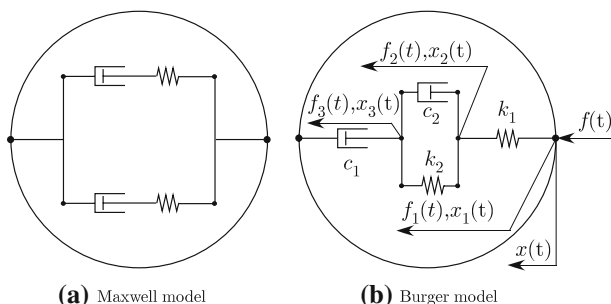 f₂(t),x₂(t)
f₃(t),x₃(t)
c₂
k₁
f(t)
c₁
k₂
f₁(t),x₁(t)
x(t)
(a) Maxwell model
(b) Burger model